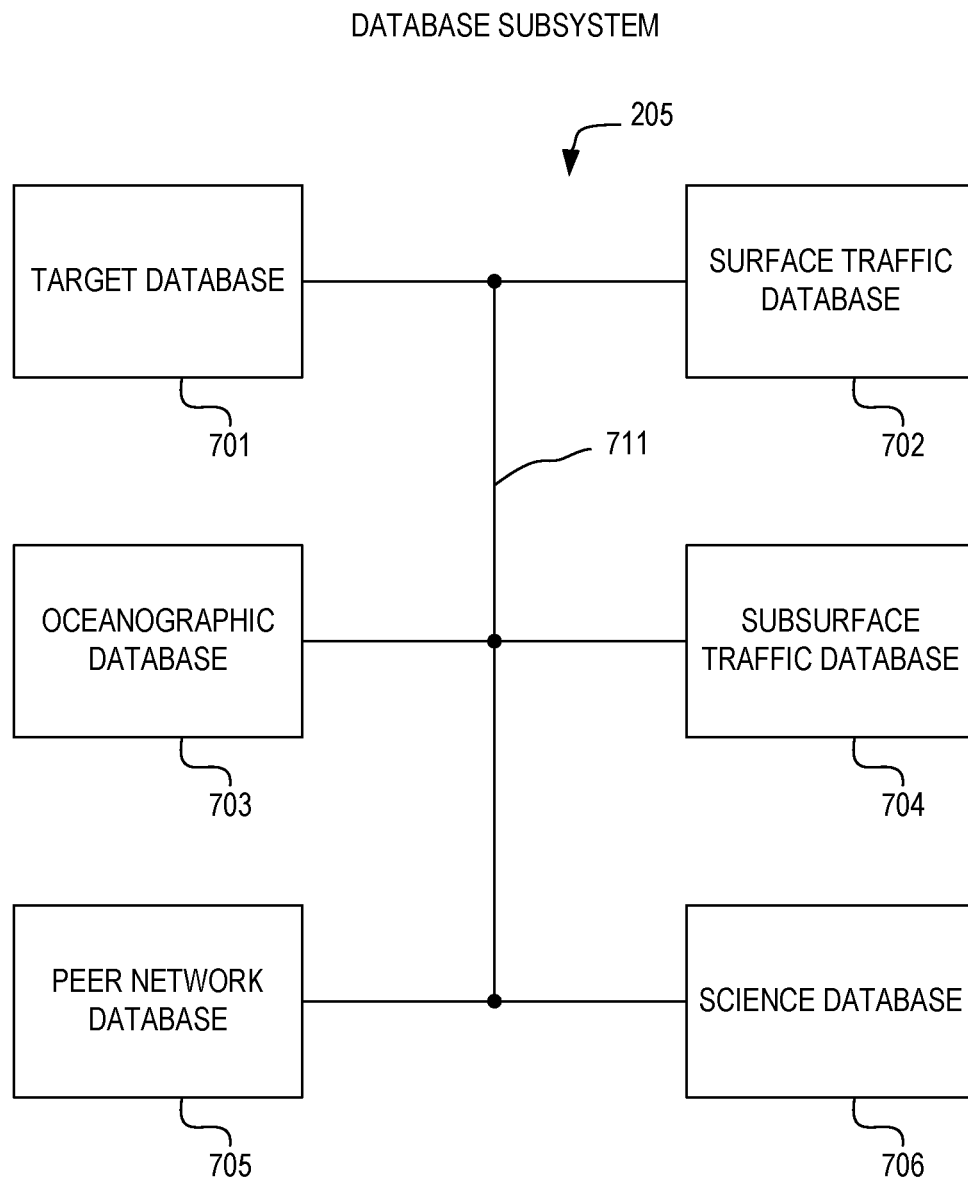 DATABASE SUBSYSTEM
205
TARGET DATABASE
701
SURFACE TRAFFIC
DATABASE
702
711
OCEANOGRAPHIC
DATABASE
703
SUBSURFACE
TRAFFIC DATABASE
704
PEER NETWORK
DATABASE
705
SCIENCE DATABASE
706